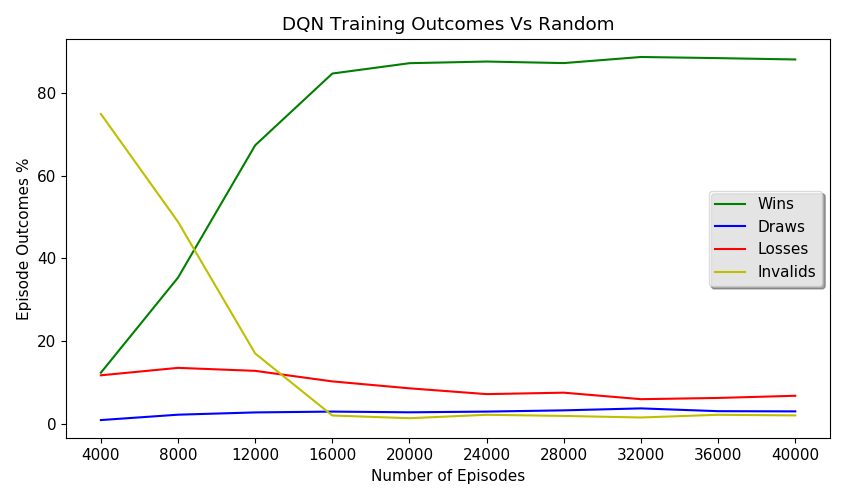 DQN Training Outcomes Vs Random
Episode Outcomes %
80
60
40
20
0
Wins
Draws
Losses
Invalids
4000 8000 12000 16000 20000 24000 28000 32000 36000 40000
Number of Episodes